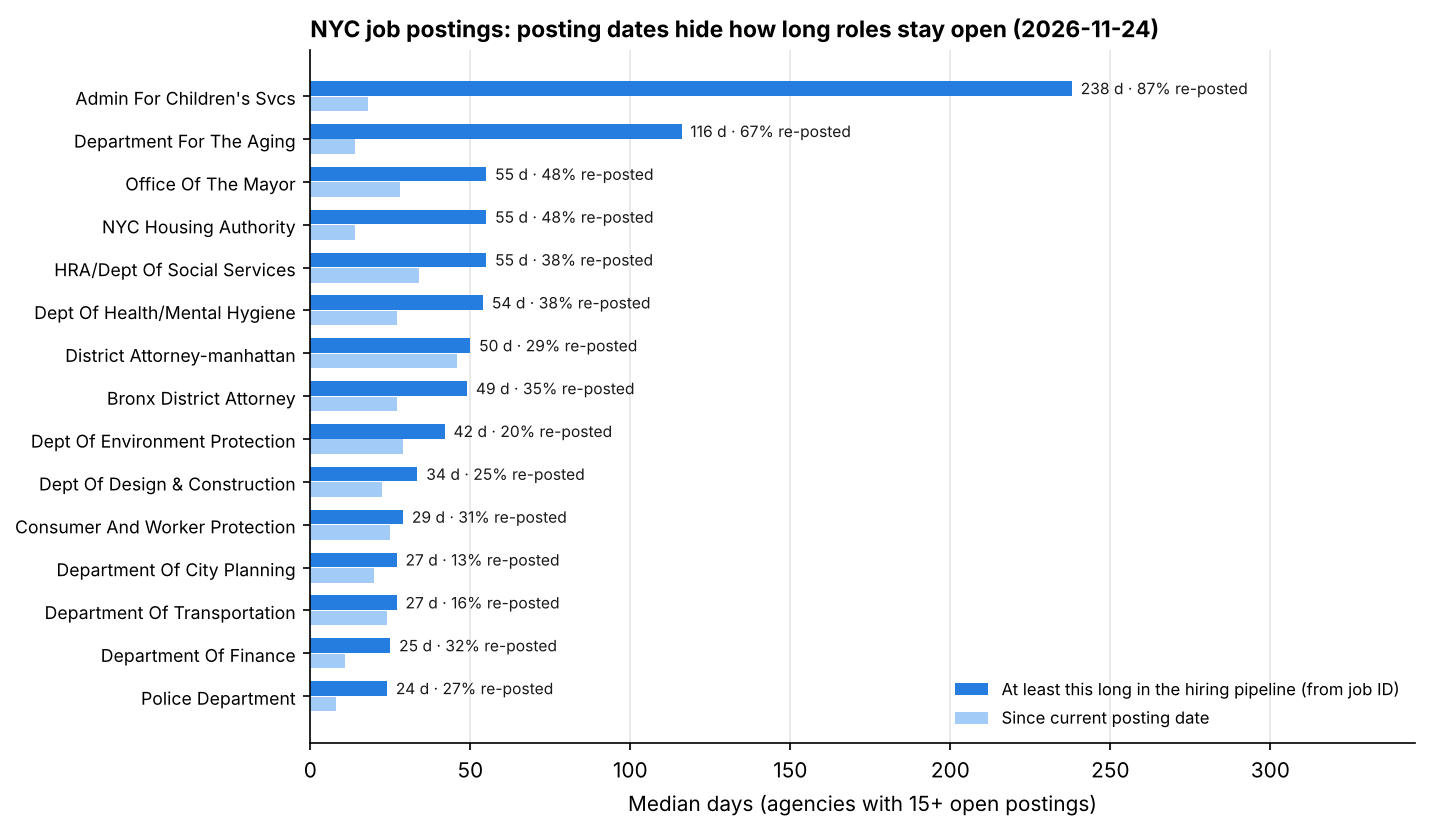 NYC job postings: posting dates hide how long roles stay open (2026-11-24)
Admin For Children's Svcs
238 d · 87% re-posted
Department For The Aging
116 d · 67% re-posted
Office Of The Mayor
55 d · 48% re-posted
NYC Housing Authority
55 d · 48% re-posted
HRA/Dept Of Social Services
55 d · 38% re-posted
Dept Of Health/Mental Hygiene
54 d · 38% re-posted
District Attorney-manhattan
50 d · 29% re-posted
Bronx District Attorney
49 d · 35% re-posted
Dept Of Environment Protection
42 d · 20% re-posted
Dept Of Design & Construction
34 d · 25% re-posted
Consumer And Worker Protection
29 d · 31% re-posted
Department Of City Planning
27 d · 13% re-posted
Department Of Transportation
27 d · 16% re-posted
Department Of Finance
25 d · 32% re-posted
Police Department
24 d · 27% re-posted
At least this long in the hiring pipeline (from job ID)
Since current posting date
0 50 100 150 200 250 300
Median days (agencies with 15+ open postings)